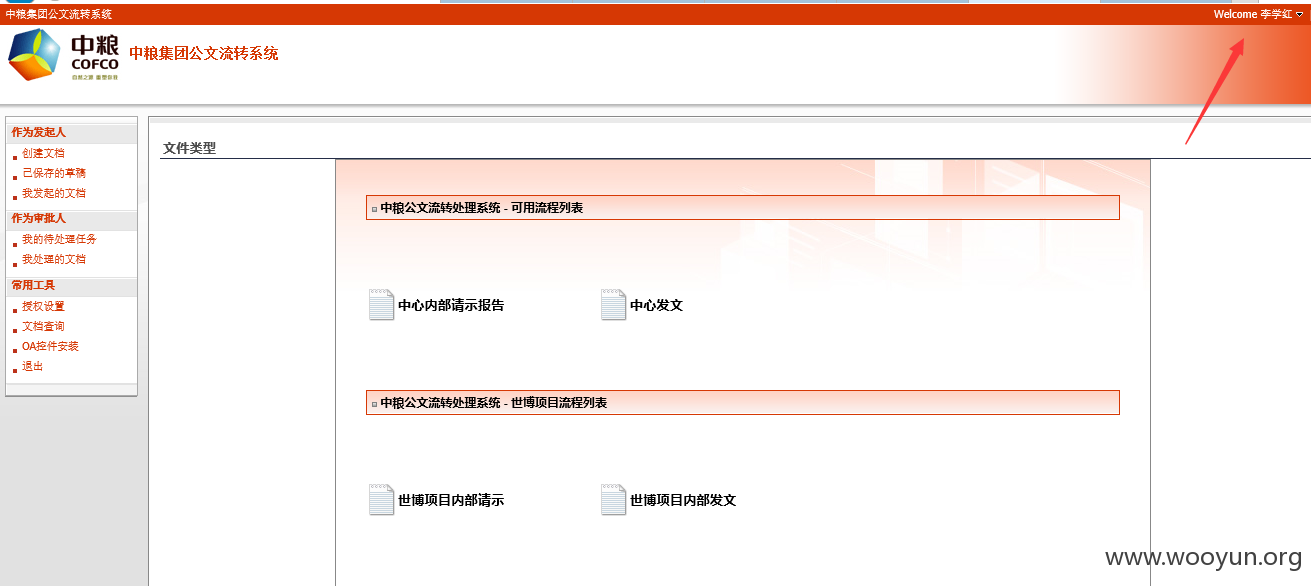 中粮集团公文流转系统
Welcome 李学红
中粮
COFCO
自然之源 重塑你我
中粮集团公文流转系统
作为发起人
创建文档
已保存的草稿
我发起的文档
作为审批人
我的待处理任务
我处理的文档
常用工具
授权设置
文档查询
OA控件安装
退出
文件类型
中粮公文流转处理系统 - 可用流程列表
中心内部请示报告
中心发文
中粮公文流转处理系统 - 世博项目流程列表
世博项目内部请示
世博项目内部发文
www.wooyun.org